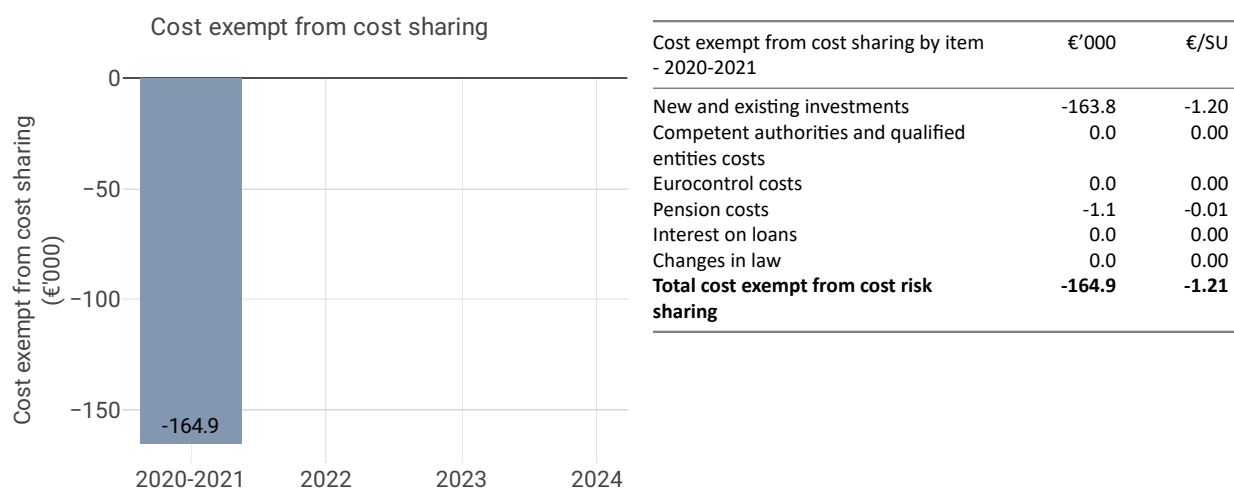 Cost exempt from cost sharing
Cost exempt from cost sharing
(€'000)
0
−50
−100
−150
-164.9
2020-2021 2022 2023 2024
Cost exempt from cost sharing by item €’000 €/SU
- 2020-2021
New and existing investments -163.8 -1.20
Competent authorities and qualified 0.0 0.00
entities costs
Eurocontrol costs 0.0 0.00
Pension costs -1.1 -0.01
Interest on loans 0.0 0.00
Changes in law 0.0 0.00
Total cost exempt from cost risk -164.9 -1.21
sharing